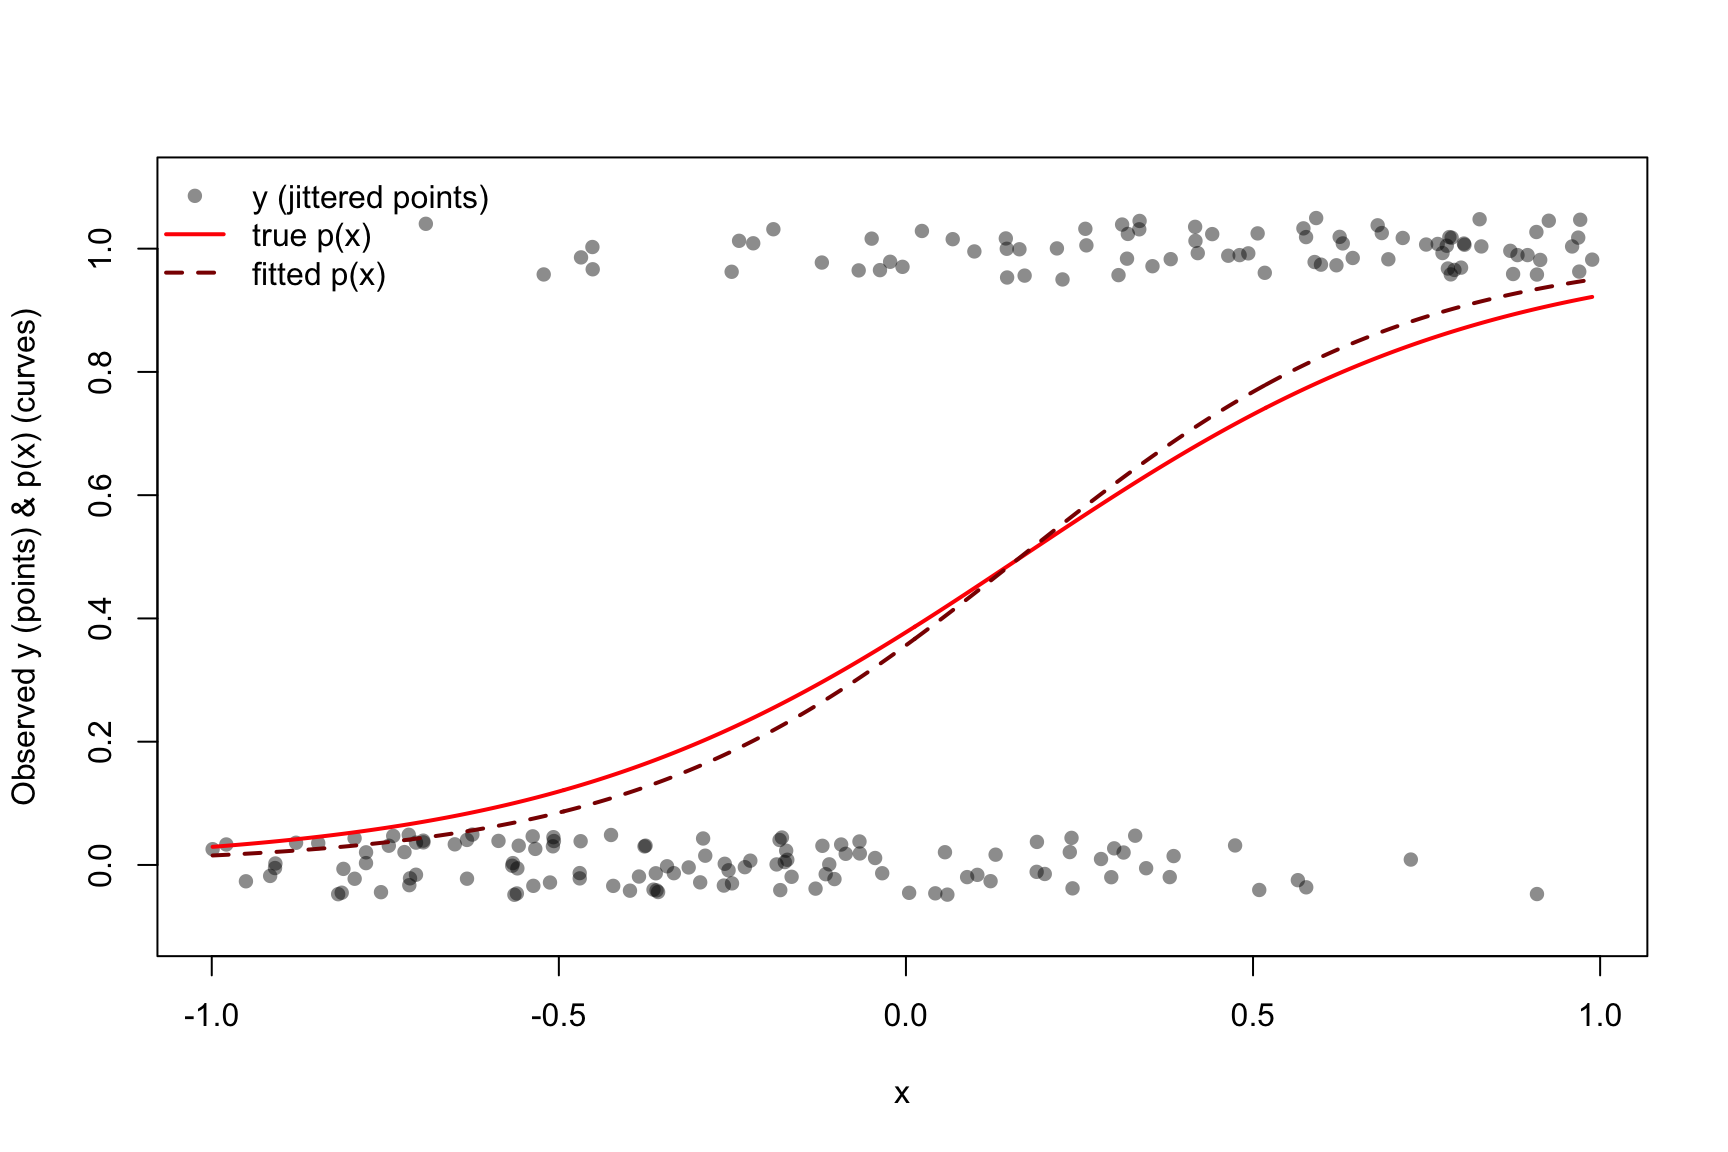 y (jittered points)
true p(x)
fitted p(x)
Observed y (points) & p(x) (curves)
1.0
0.8
0.6
0.4
0.2
0.0
-1.0 -0.5 0.0 0.5 1.0
x